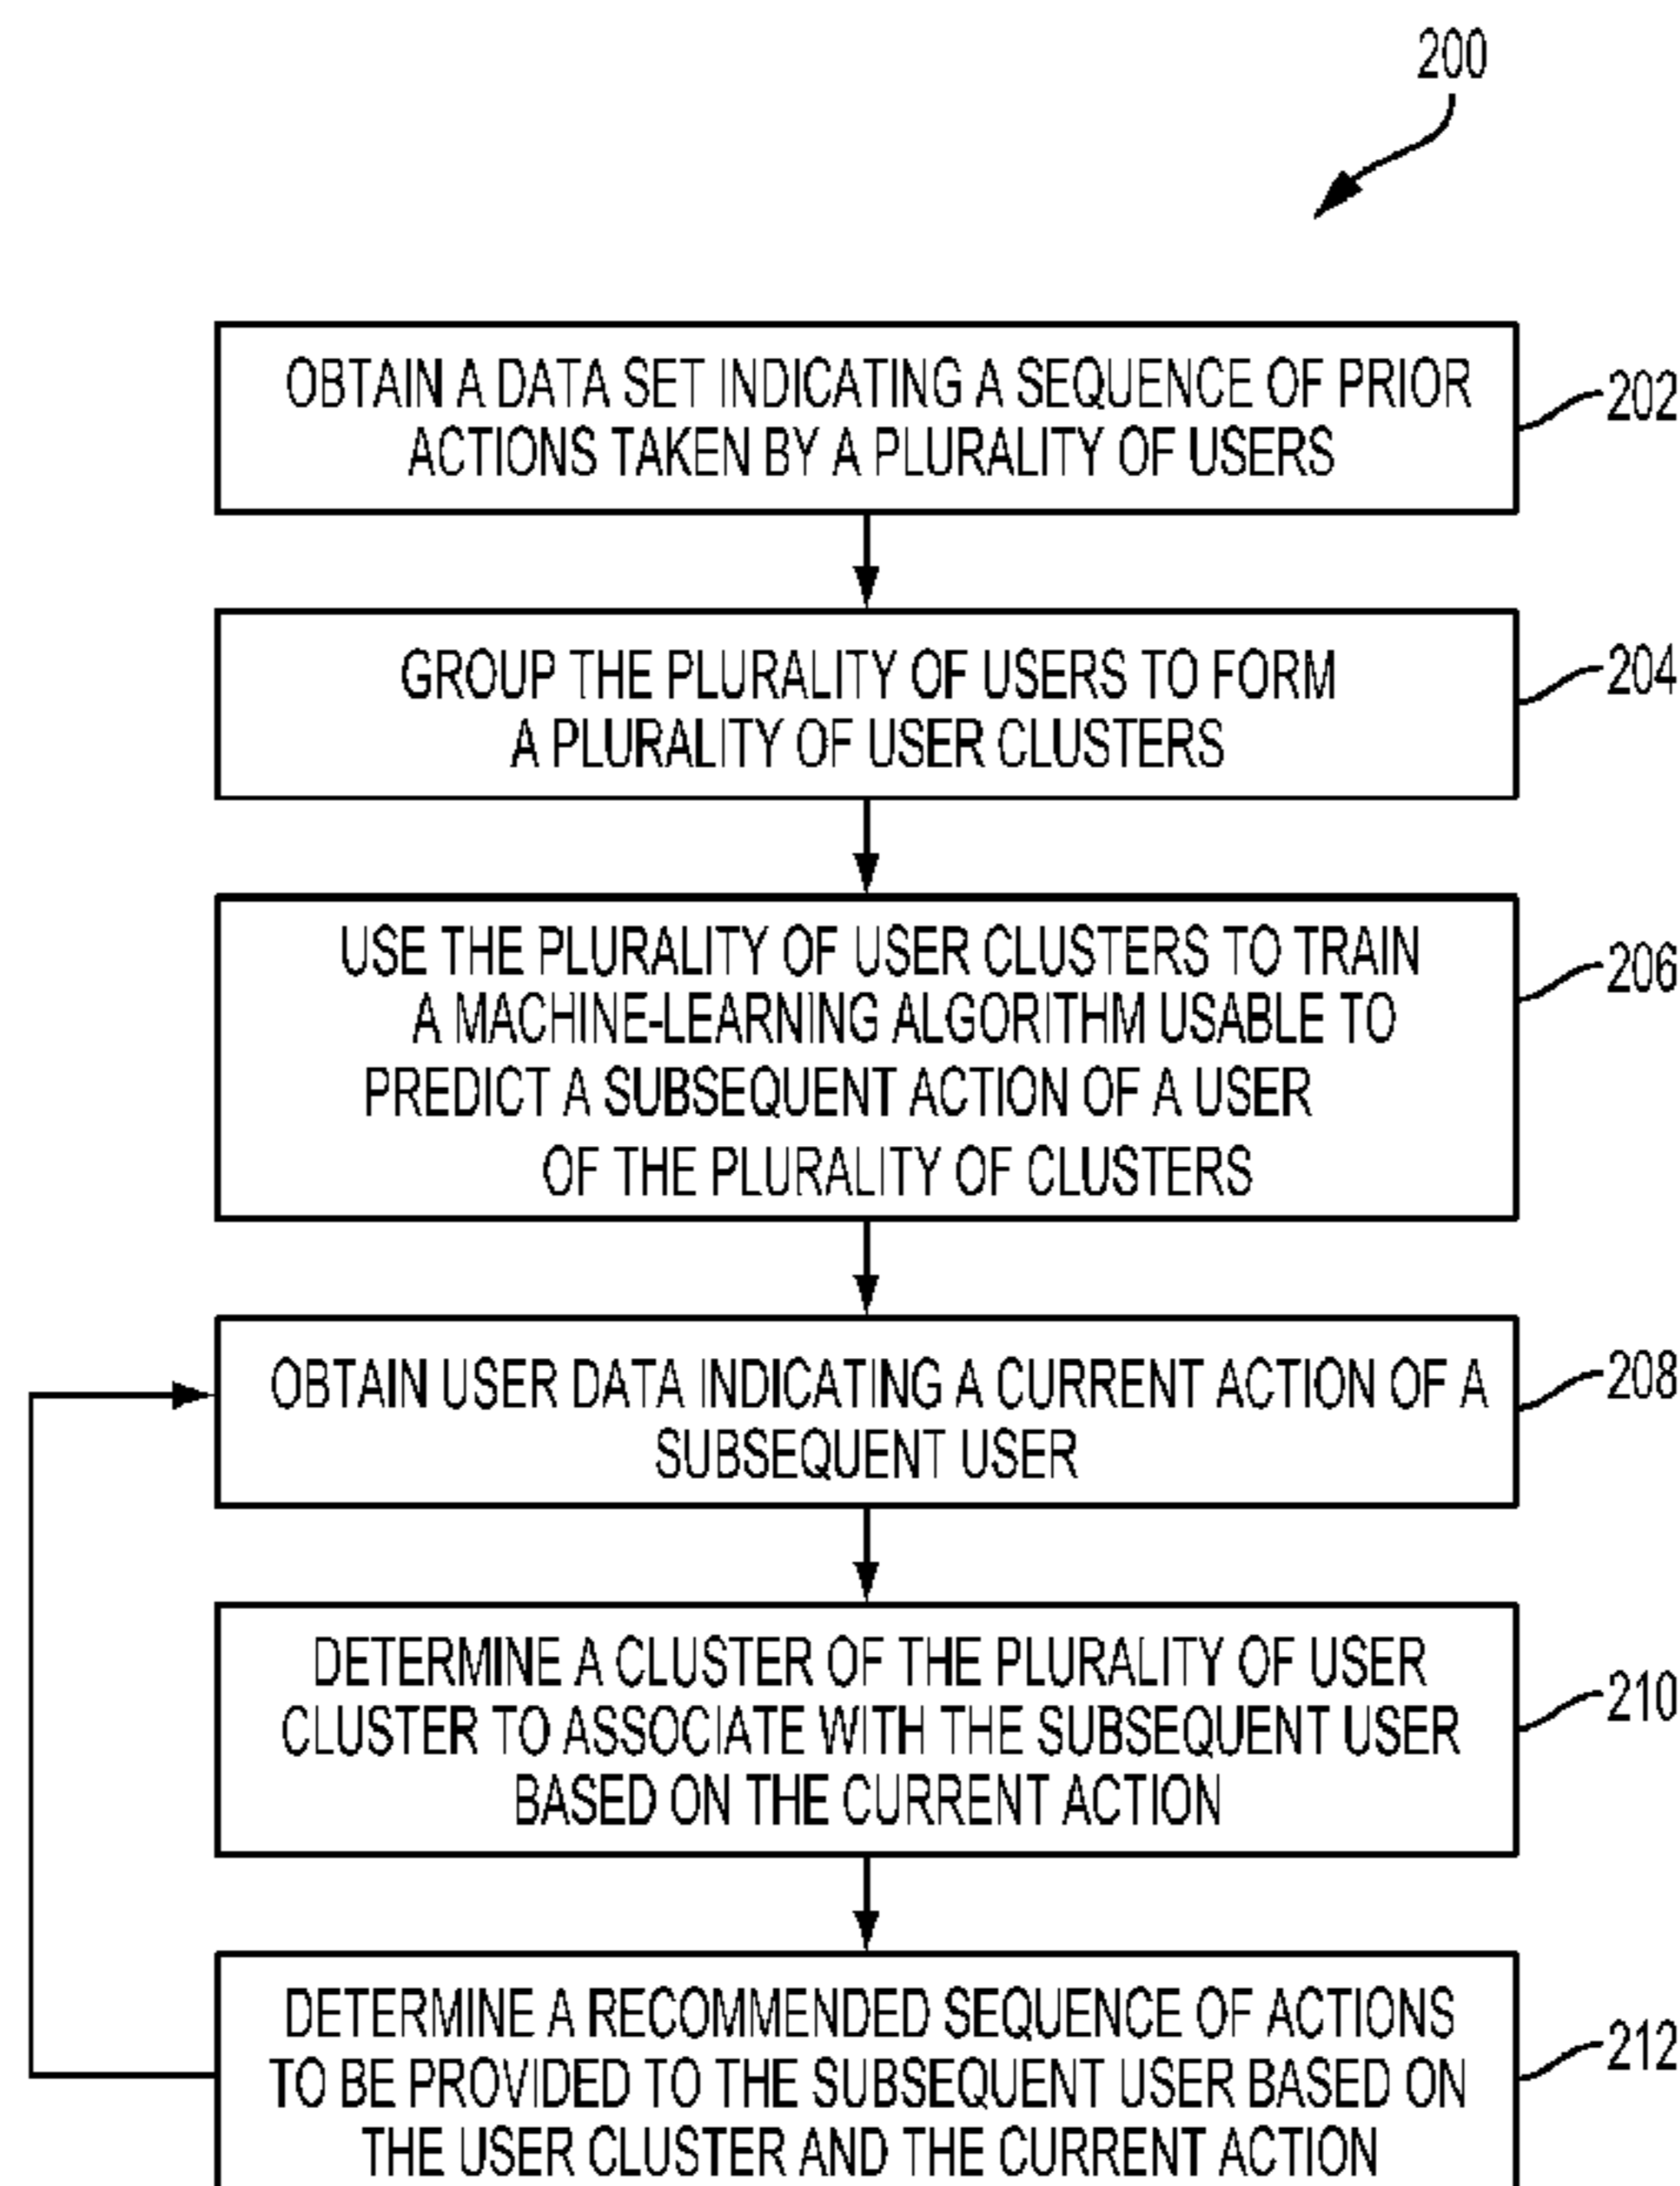 200
OBTAIN A DATA SET INDICATING A SEQUENCE OF PRIOR
ACTIONS TAKEN BY A PLURALITY OF USERS
202
GROUP THE PLURALITY OF USERS TO FORM
A PLURALITY OF USER CLUSTERS
204
USE THE PLURALITY OF USER CLUSTERS TO TRAIN
A MACHINE-LEARNING ALGORITHM USABLE TO
PREDICT A SUBSEQUENT ACTION OF A USER
OF THE PLURALITY OF CLUSTERS
206
OBTAIN USER DATA INDICATING A CURRENT ACTION OF A
SUBSEQUENT USER
208
DETERMINE A CLUSTER OF THE PLURALITY OF USER
CLUSTER TO ASSOCIATE WITH THE SUBSEQUENT USER
BASED ON THE CURRENT ACTION
210
DETERMINE A RECOMMENDED SEQUENCE OF ACTIONS
TO BE PROVIDED TO THE SUBSEQUENT USER BASED ON
THE USER CLUSTER AND THE CURRENT ACTION
212